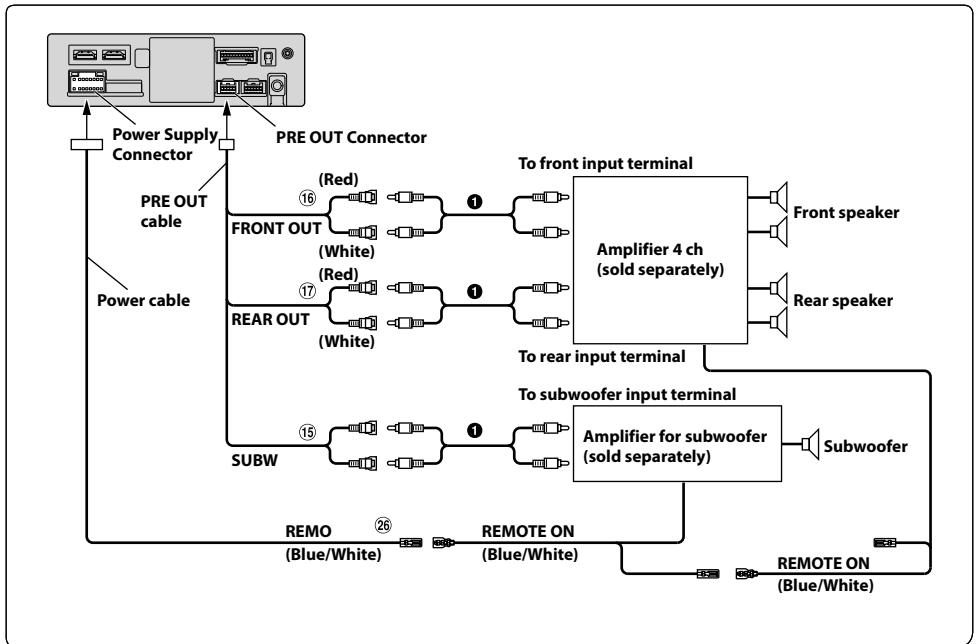 Power Supply
Connector
PRE OUT Connector
PRE OUT
cable
Power cable
⑯
(Red)
FRONT OUT
(White)
❶
To front input terminal
Amplifier 4 ch
(sold separately)
Front speaker
⑰
(Red)
REAR OUT
(White)
❶
Rear speaker
To rear input terminal
To subwoofer input terminal
⑮
SUBW
❶
Amplifier for subwoofer
(sold separately)
Subwoofer
REMO
㉖
(Blue/White)
REMOTE ON
(Blue/White)
REMOTE ON
(Blue/White)